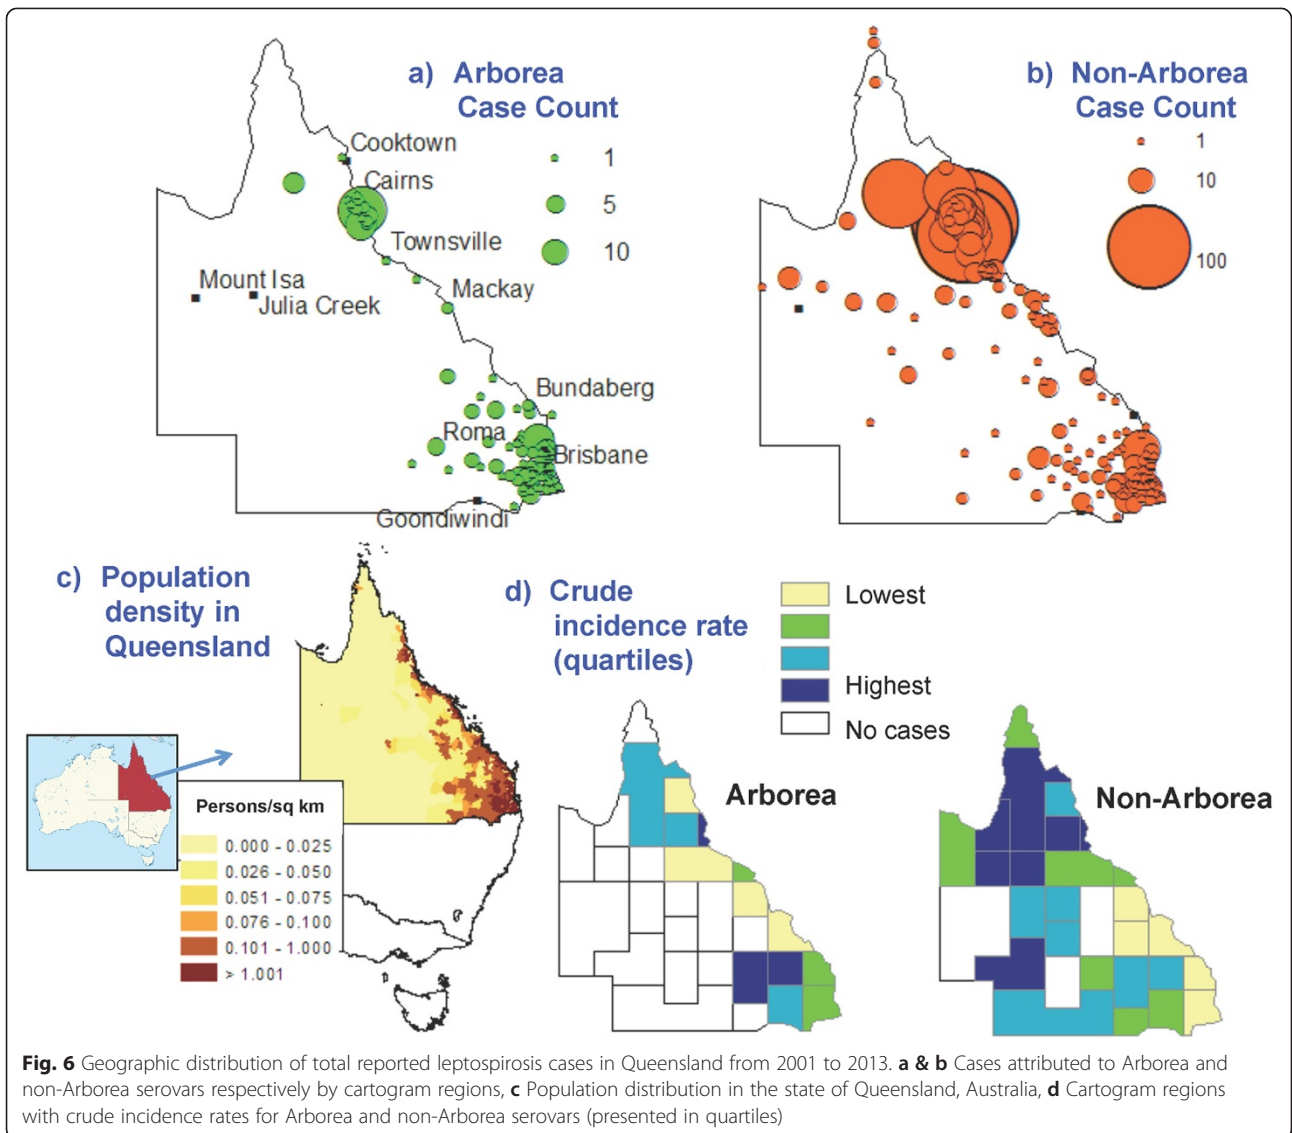 a) Arborea
Case Count
1
5
10
Cooktown
Cairns
Townsville
Mount Isa
Julia Creek
Mackay
Bundaberg
Roma
Brisbane
Goondiwindi
b) Non-Arborea
Case Count
1
10
100
c) Population
density in
Queensland
Persons/sq km
0.000 - 0.025
0.026 - 0.050
0.051 - 0.075
0.076 - 0.100
0.101 - 1.000
> 1.001
d) Crude
incidence rate
(quartiles)
Lowest
Highest
No cases
Arborea
Non-Arborea
Fig. 6 Geographic distribution of total reported leptospirosis cases in Queensland from 2001 to 2013. a & b Cases attributed to Arborea and
non-Arborea serovars respectively by cartogram regions, c Population distribution in the state of Queensland, Australia, d Cartogram regions
with crude incidence rates for Arborea and non-Arborea serovars (presented in quartiles)